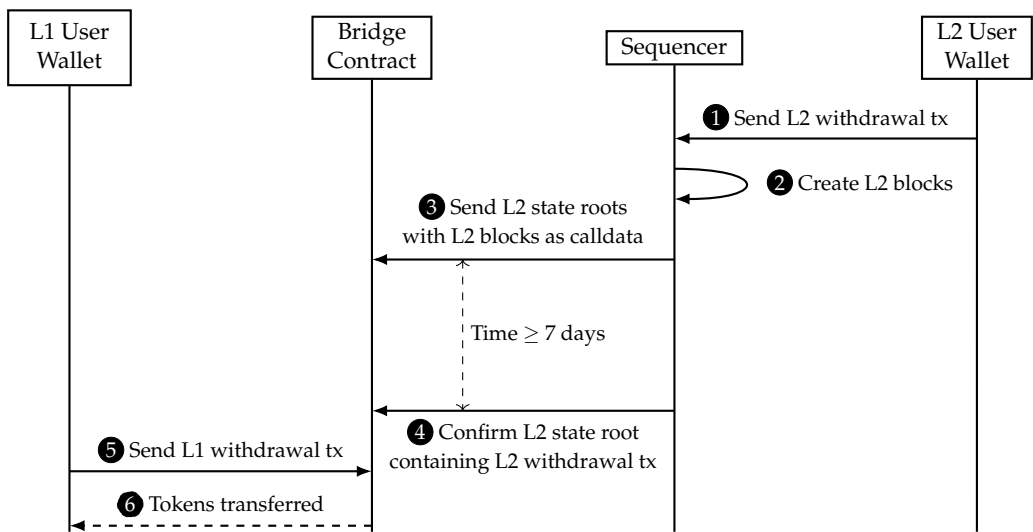 L1 User
Wallet
Bridge
Contract
Sequencer
L2 User
Wallet
1 Send L2 withdrawal tx
2 Create L2 blocks
3 Send L2 state roots
with L2 blocks as calldata
Time ≥ 7 days
4 Confirm L2 state root
containing L2 withdrawal tx
5 Send L1 withdrawal tx
6 Tokens transferred